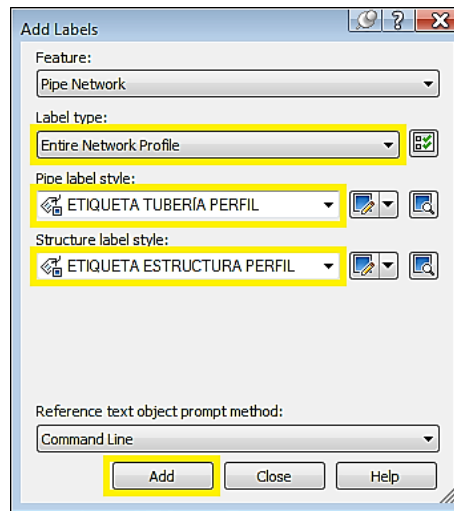 Add Labels
Feature:
Pipe Network
Label type:
Entire Network Profile
Pipe label style:
ETIQUETA TUBERÍA PERFIL
Structure label style:
ETIQUETA ESTRUCTURA PERFIL
Reference text object prompt method:
Command Line
Add Close Help